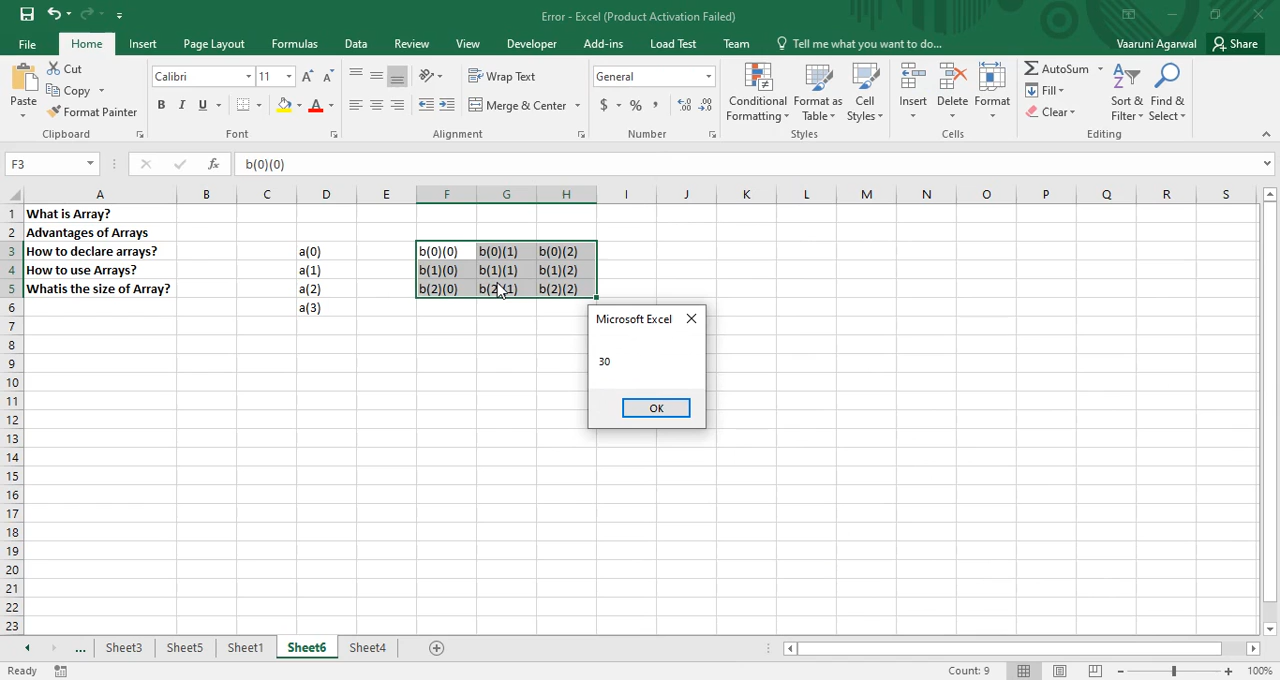 Error - Excel (Product Activation Failed)
File Home Insert Page Layout Formulas Data Review View Developer Add-ins Load Test Team Tell me what you want to do... Vaaruni Agarwal Share
Paste
Cut
Copy
Format Painter
Clipboard
Calibri 11
B I U
Font
Wrap Text
Merge & Center
Alignment
General
$ % ,
Number
Conditional Formatting
Format as Table
Cell Styles
Styles
Insert
Delete
Format
Cells
AutoSum
Fill
Clear
Sort & Filter
Find & Select
Editing
F3 fx b(0)(0)
A B C D E F G H I J K L M N O P Q R S
1 What is Array?
2 Advantages of Arrays
3 How to declare arrays? a(0) b(0)(0) b(0)(1) b(0)(2)
4 How to use Arrays? a(1) b(1)(0) b(1)(1) b(1)(2)
5 Whatis the size of Array? a(2) b(2)(0) b(2)(1) b(2)(2)
6 a(3)
7
8
9
10
11
12
13
14
15
16
17
18
19
20
21
22
23
Microsoft Excel
30
OK
... Sheet3 Sheet5 Sheet1 Sheet6 Sheet4
Ready Count: 9 100%